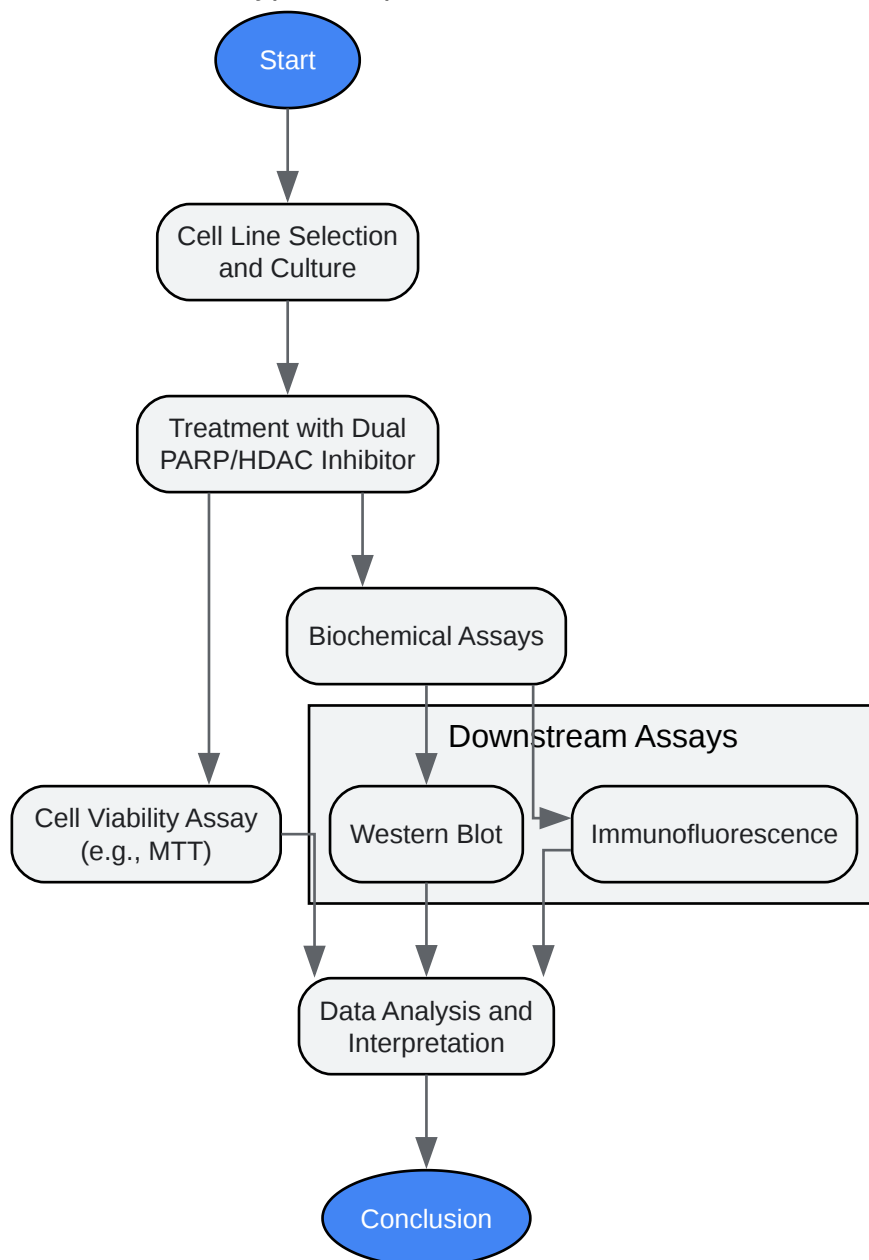 Start
Cell Line Selection
and Culture
Treatment with Dual
PARP/HDAC Inhibitor
Biochemical Assays
Downstream Assays
Cell Viability Assay
(e.g., MTT)
Western Blot
Immunofluorescence
Data Analysis and
Interpretation
Conclusion